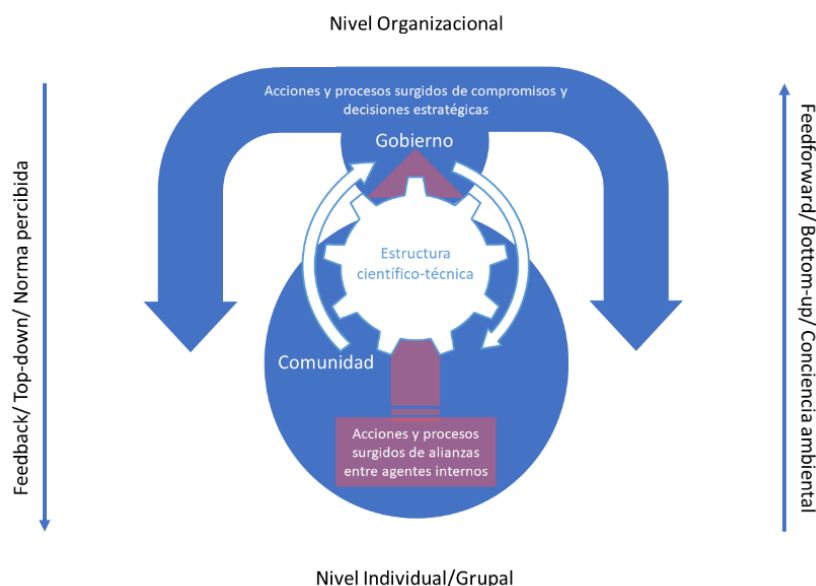 Nivel Organizacional
Acciones y procesos surgidos de compromisos y
decisiones estratégicas
Gobierno
Estructura
científico-técnica
Comunidad
Acciones y procesos
surgidos de alianzas
entre agentes internos
Feedback/ Top-down/ Norma percibida
Feedforward/ Bottom-up/ Conciencia ambiental
Nivel Individual/Grupal